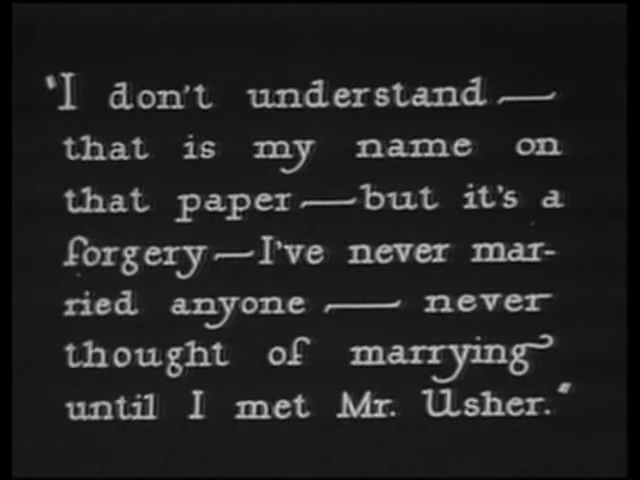 "I don't understand—
that is my name on
that paper—but it's a
forgery—I've never mar-
ried anyone — never
thought of marrying
until I met Mr. Usher."